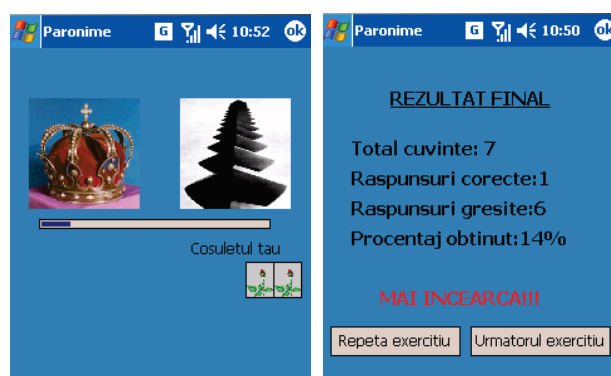 Paronime G 10:52 ok
Cosuletul tau
Paronime G 10:50 ok
REZULTAT FINAL
Total cuvinte: 7
Raspunsuri corecte:1
Raspunsuri gresite:6
Procentaj obtinut:14%
MAI INCEARCA!!!
Repeta exercitiu Urmatorul exercitiu